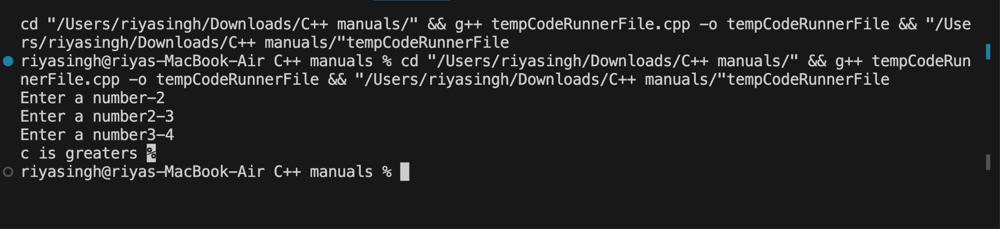 cd "/Users/riyasingh/Downloads/C++ manuals/" && g++ tempCodeRunnerFile.cpp -o tempCodeRunnerFile && "/Use
rs/riyasingh/Downloads/C++ manuals/"tempCodeRunnerFile
riyasingh@riyas-MacBook-Air C++ manuals % cd "/Users/riyasingh/Downloads/C++ manuals/" && g++ tempCodeRun
nerFile.cpp -o tempCodeRunnerFile && "/Users/riyasingh/Downloads/C++ manuals/"tempCodeRunnerFile
Enter a number-2
Enter a number2-3
Enter a number3-4
c is greaters %
riyasingh@riyas-MacBook-Air C++ manuals %